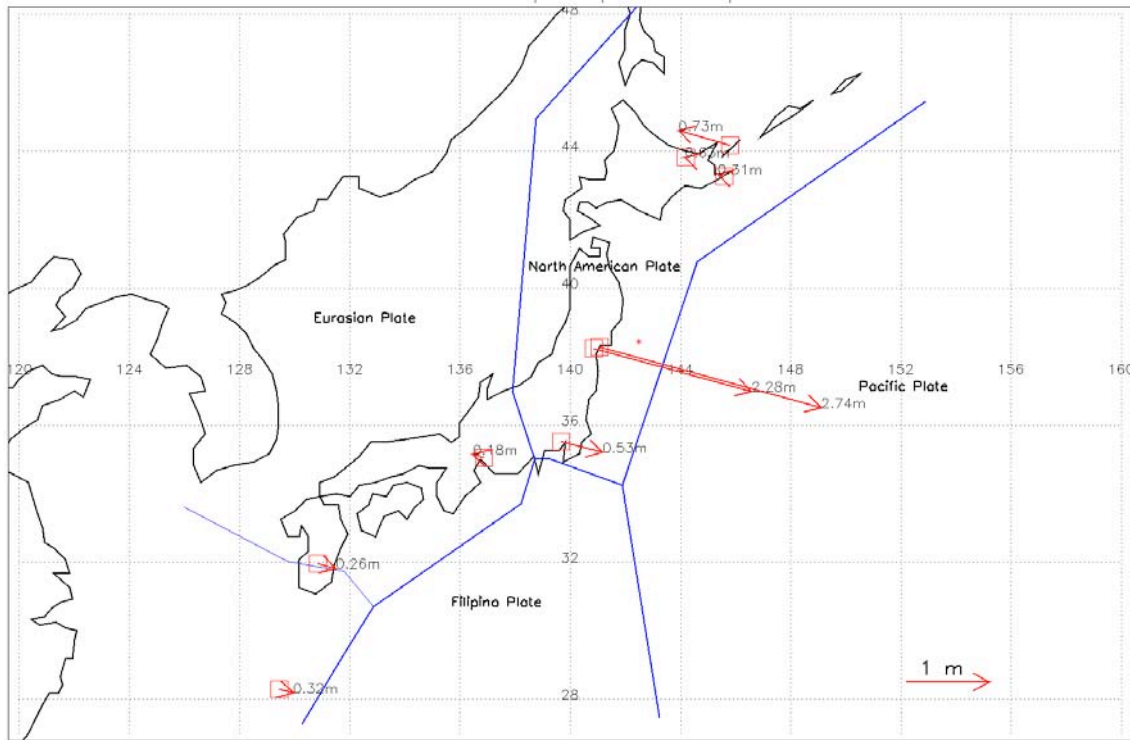 48
0.73m
44
0.31m
North American Plate
40
Eurasian Plate
120
124
128
132
136
140
144
148
152
156
160
2.28m
Pacific Plate
2.74m
36
0.18m
0.53m
32
0.26m
Filipino Plate
0.32m
1 m
28